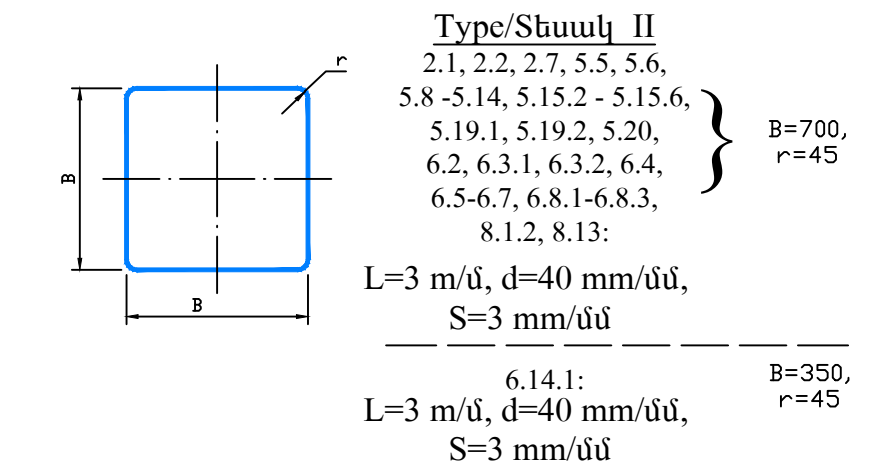 Type/Տեսակ II
2.1, 2.2, 2.7, 5.5, 5.6,
5.8 -5.14, 5.15.2 - 5.15.6,
5.19.1, 5.19.2, 5.20,
6.2, 6.3.1, 6.3.2, 6.4,
6.5-6.7, 6.8.1-6.8.3,
8.1.2, 8.13:
B=700,
r=45
L=3 m/մ, d=40 mm/մմ,
S=3 mm/մմ
6.14.1:
L=3 m/մ, d=40 mm/մմ,
S=3 mm/մմ
B=350,
r=45
r
B
B